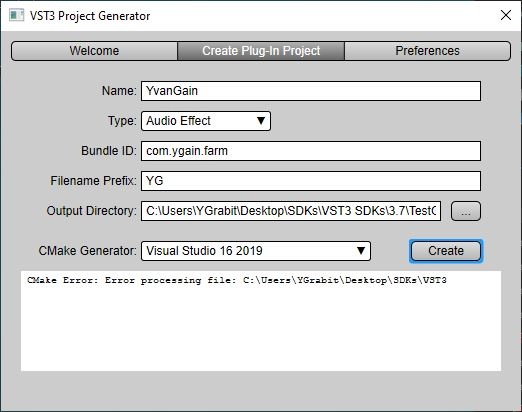 VST3 Project Generator
Welcome Create Plug-In Project Preferences
Name: YvanGain
Type: Audio Effect
Bundle ID: com.ygain.farm
Filename Prefix: YG
Output Directory: C:\Users\YGrabit\Desktop\SDKs\VST3 SDKs\3.7\Test ...
CMake Generator: Visual Studio 16 2019 Create
CMake Error: Error processing file: C:\Users\YGrabit\Desktop\SDKs\VST3